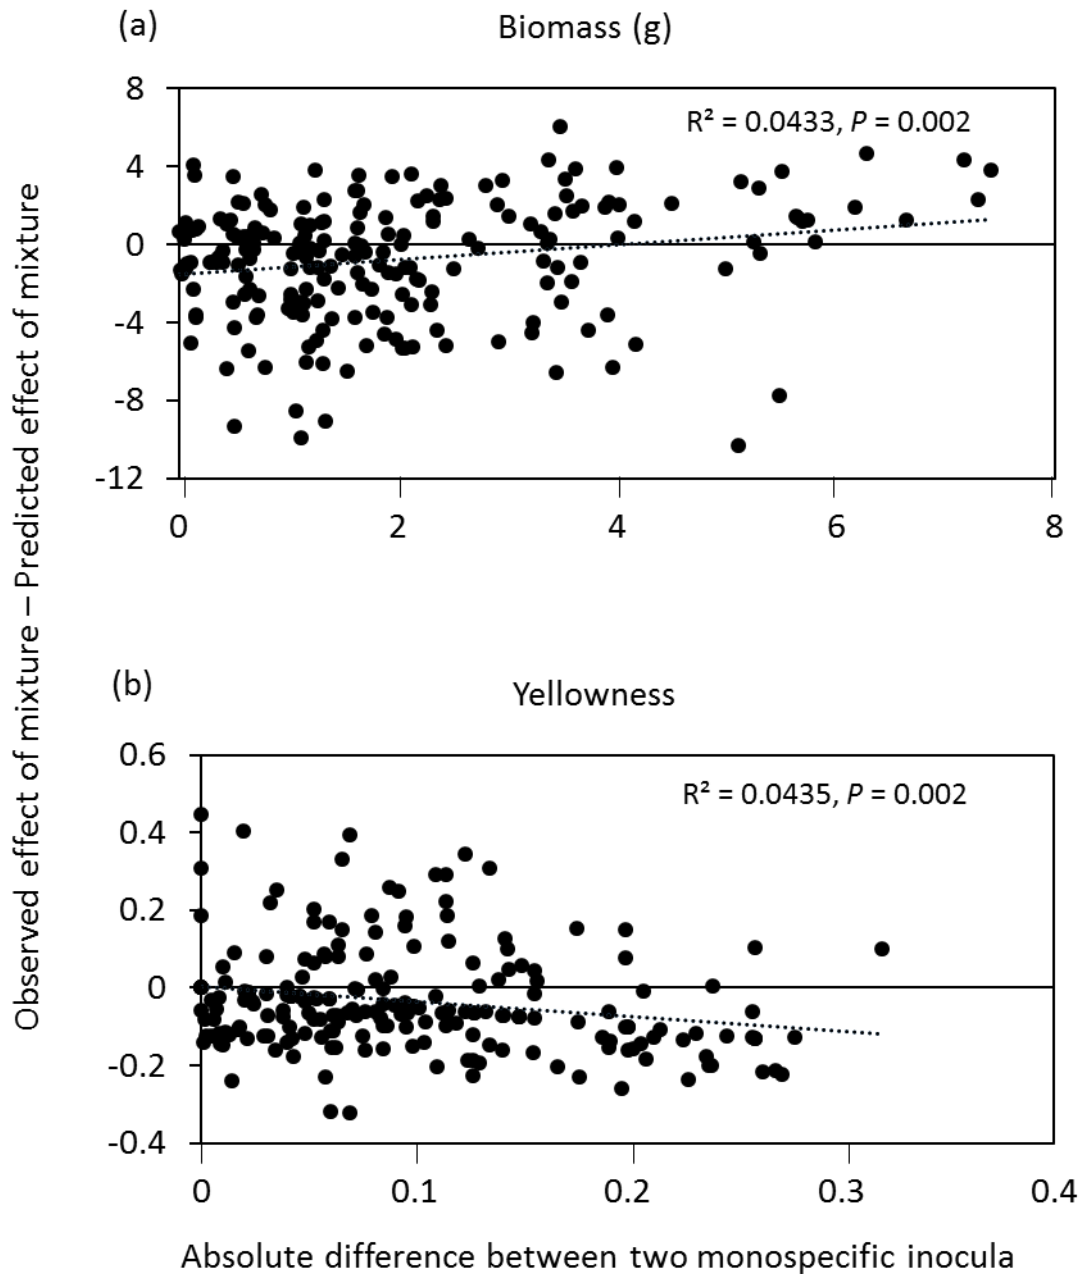 (a)
Biomass (g)
R² = 0.0433, P = 0.002
8
4
0
-4
-8
-12
0 2 4 6 8
Observed effect of mixture – Predicted effect of mixture
(b)
Yellowness
R² = 0.0435, P = 0.002
0.6
0.4
0.2
0
-0.2
-0.4
0 0.1 0.2 0.3 0.4
Absolute difference between two monospecific inocula